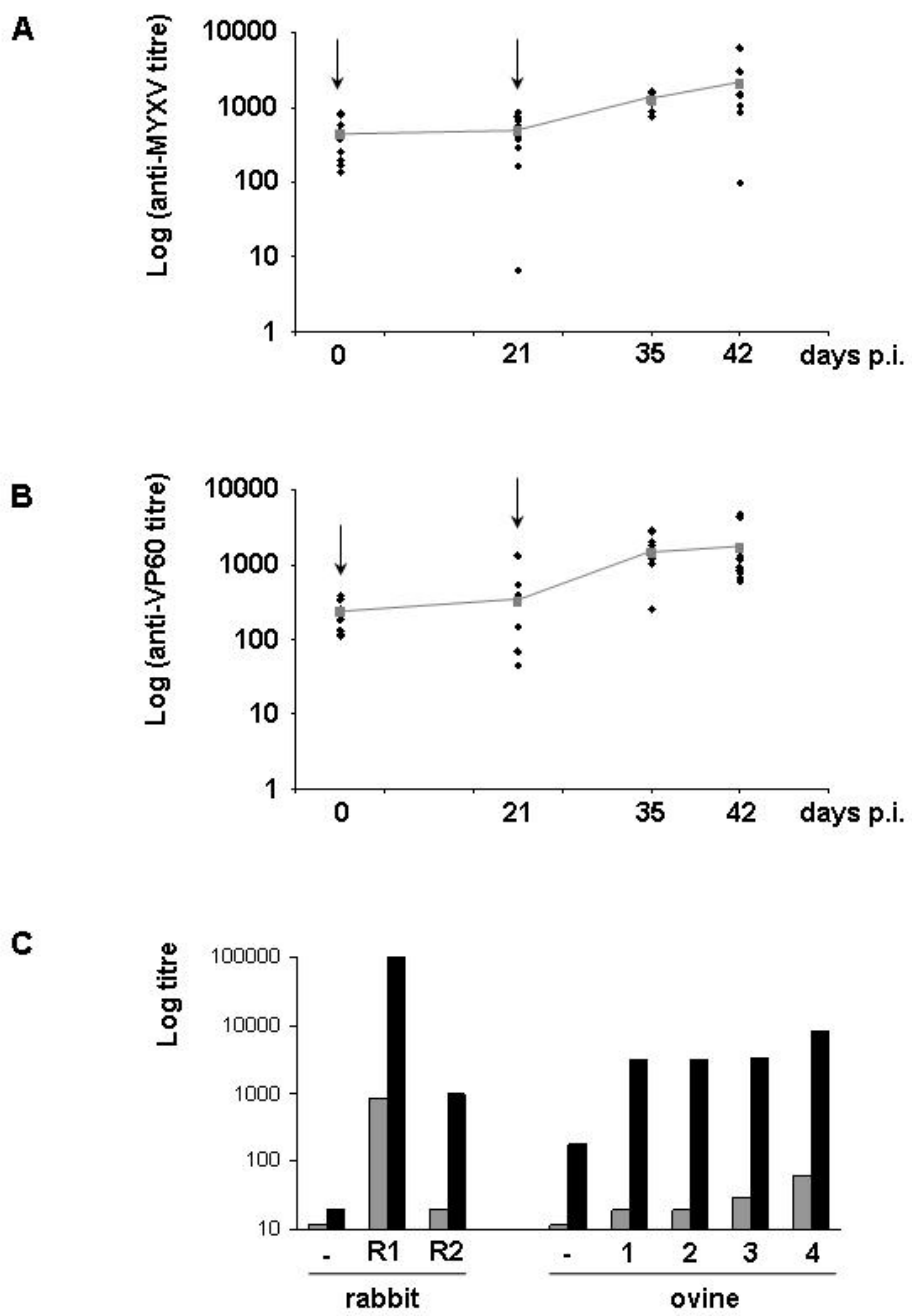 A
Log (anti-MYXV titre)
10000
1000
100
10
1
0 21 35 42 days p.i.
B
Log (anti-VP60 titre)
10000
1000
100
10
1
0 21 35 42 days p.i.
C
Log titre
100000
10000
1000
100
10
- R1 R2 - 1 2 3 4
rabbit ovine